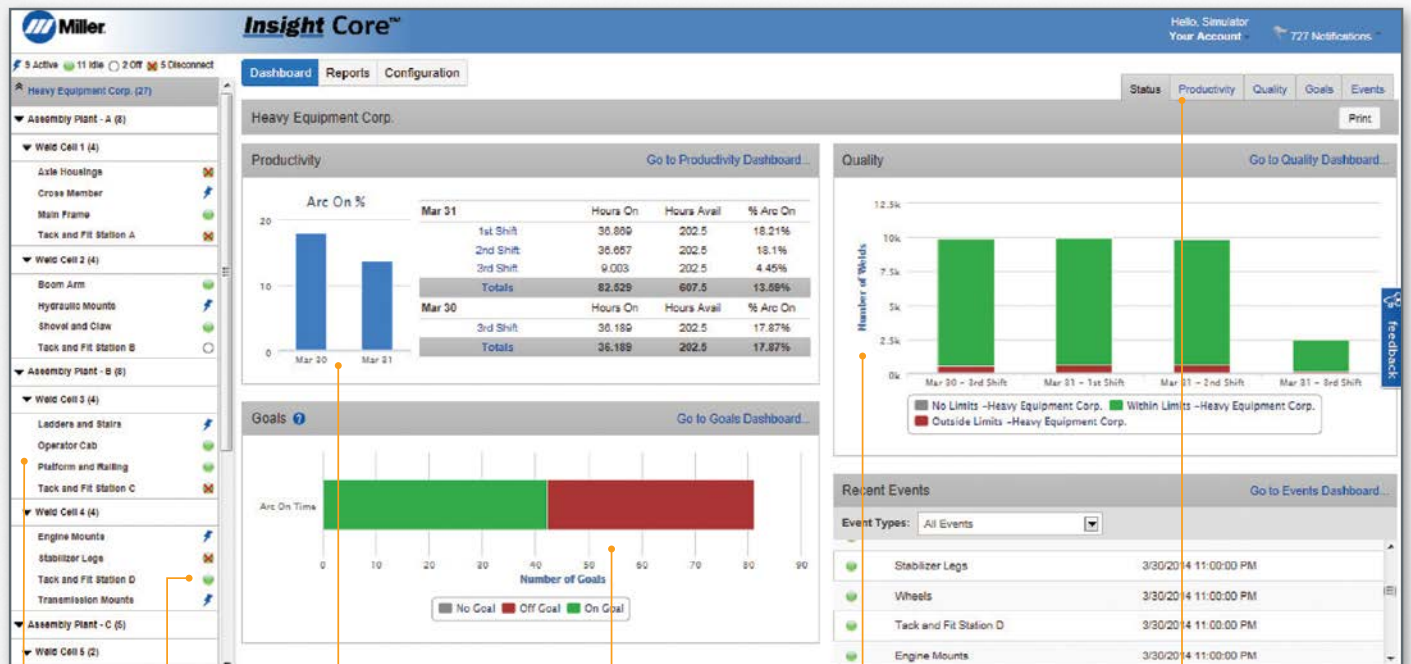 Miller.
Insight Core™
Hello, Simulator
Your Account
727 Notifications
9 Active 11 Idle 2 Off 5 Disconnect
Dashboard Reports Configuration
Status Productivity Quality Goals Events
Heavy Equipment Corp. (27)
Assembly Plant - A (8)
Weld Cell 1 (4)
Axle Housings
Cross Member
Main Frame
Tack and Fit Station A
Weld Cell 2 (4)
Boom Arm
Hydraulic Mounts
Shovel and Claw
Tack and Fit Station B
Assembly Plant - B (8)
Weld Cell 3 (4)
Ladders and Stairs
Operator Cab
Platform and Railing
Tack and Fit Station C
Weld Cell 4 (4)
Engine Mounts
Stabilizer Legs
Tack and Fit Station D
Transmission Mounts
Assembly Plant - C (5)
Weld Cell 5 (2)
Heavy Equipment Corp.
Print
Productivity
Go to Productivity Dashboard...
Arc On %
20
10
0
Mar 30 Mar 31
Mar 31 Hours On Hours Avail % Arc On
1st Shift 36.869 202.5 18.21%
2nd Shift 36.657 202.5 18.1%
3rd Shift 9.003 202.5 4.45%
Totals 82.529 607.5 13.59%
Mar 30 Hours On Hours Avail % Arc On
3rd Shift 36.189 202.5 17.87%
Totals 36.189 202.5 17.87%
Goals ?
Go to Goals Dashboard...
Arc On Time
0 10 20 30 40 50 60 70 80 90
Number of Goals
No Goal Off Goal On Goal
Quality
Go to Quality Dashboard...
12.5k
10k
7.5k
5k
2.5k
0k
Number of Welds
Mar 30 - 3rd Shift Mar 31 - 1st Shift Mar 31 - 2nd Shift Mar 31 - 3rd Shift
No Limits -Heavy Equipment Corp. Within Limits -Heavy Equipment Corp.
Outside Limits -Heavy Equipment Corp.
feedback
Recent Events
Go to Events Dashboard...
Event Types: All Events
Stabilizer Legs 3/30/2014 11:00:00 PM
Wheels 3/30/2014 11:00:00 PM
Tack and Fit Station D 3/30/2014 11:00:00 PM
Engine Mounts 3/30/2014 11:00:00 PM